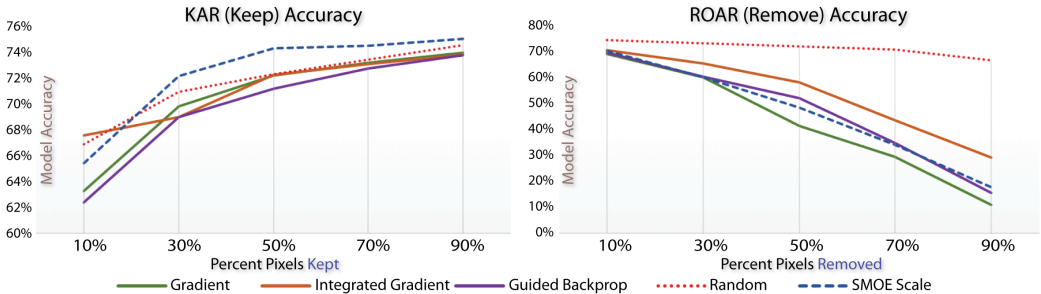 KAR (Keep) Accuracy
76%
74%
72%
70%
68%
66%
64%
62%
60%
Model Accuracy
10% 30% 50% 70% 90%
Percent Pixels Kept
ROAR (Remove) Accuracy
80%
70%
60%
50%
40%
30%
20%
10%
0%
Model Accuracy
10% 30% 50% 70% 90%
Percent Pixels Removed
Gradient Integrated Gradient Guided Backprop Random SMOE Scale